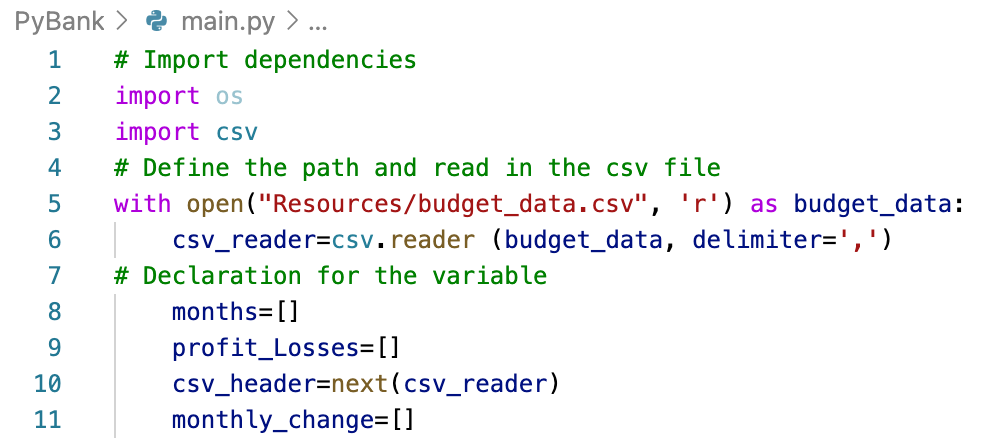 PyBank > main.py > ...
1 # Import dependencies
2 import os
3 import csv
4 # Define the path and read in the csv file
5 with open("Resources/budget_data.csv", 'r') as budget_data:
6     csv_reader=csv.reader (budget_data, delimiter=',')
7 # Declaration for the variable
8     months=[]
9     profit_Losses=[]
10     csv_header=next(csv_reader)
11     monthly_change=[]